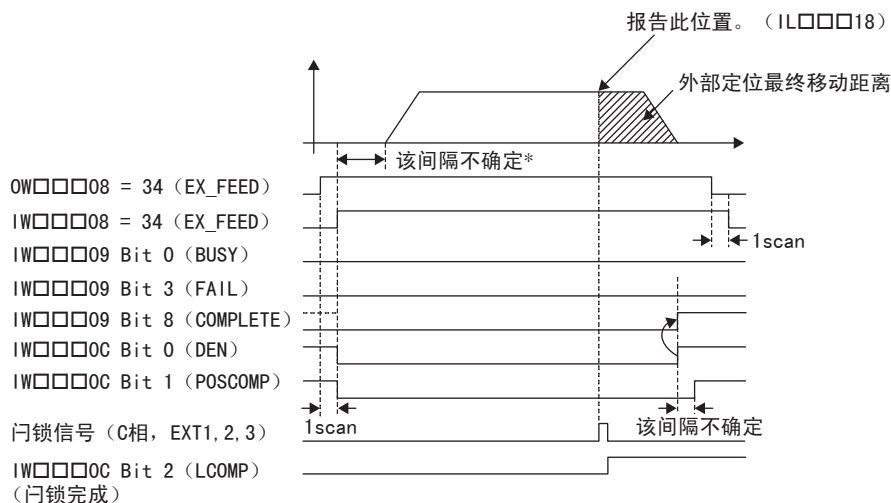 报告此位置。（IL□□□18）
外部定位最终移动距离
该间隔不确定*
OW□□□08 = 34（EX_FEED）
IW□□□08 = 34（EX_FEED）
1scan
IW□□□09 Bit 0（BUSY）
IW□□□09 Bit 3（FAIL）
IW□□□09 Bit 8（COMPLETE）
IW□□□0C Bit 0（DEN）
IW□□□0C Bit 1（POSCOMP）
1scan
该间隔不确定
闩锁信号（C相，EXT1,2,3）
IW□□□0C Bit 2（LCOMP）
（闩锁完成）